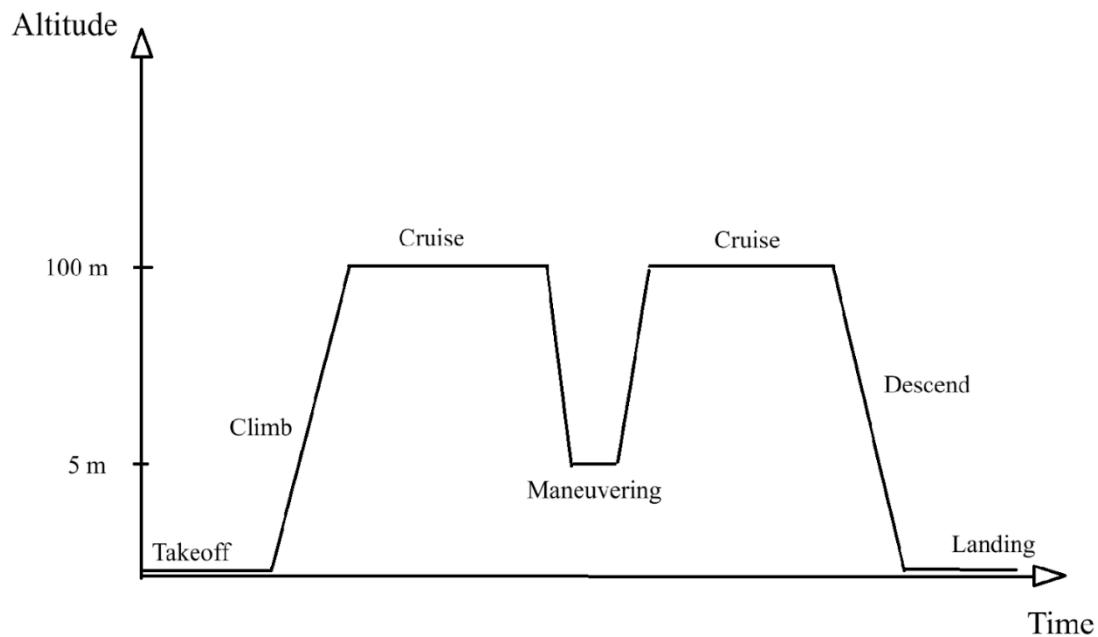 Altitude
Cruise
Cruise
100 m
Descend
Climb
5 m
Maneuvering
Takeoff
Landing
Time